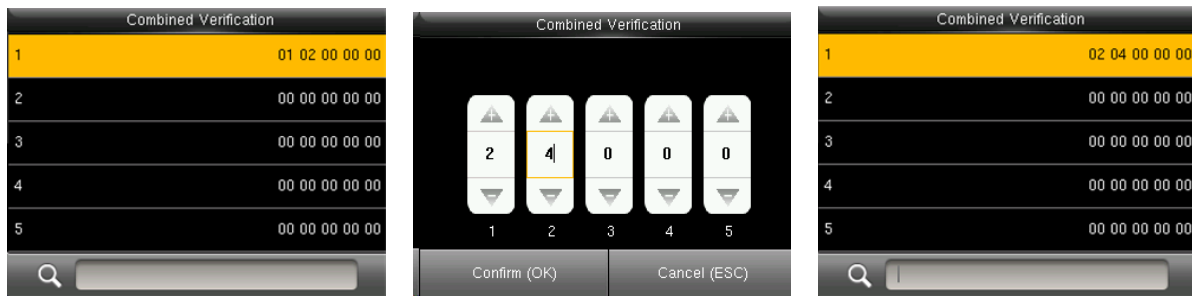 Combined Verification
1 01 02 00 00 00
2 00 00 00 00 00
3 00 00 00 00 00
4 00 00 00 00 00
5 00 00 00 00 00
Combined Verification
2 4 0 0 0
1 2 3 4 5
Confirm (OK) Cancel (ESC)
Combined Verification
1 02 04 00 00 00
2 00 00 00 00 00
3 00 00 00 00 00
4 00 00 00 00 00
5 00 00 00 00 00